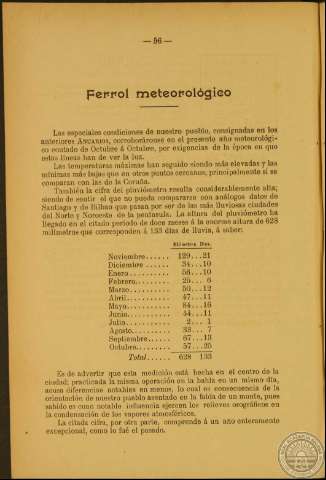 — 96 —
Ferrol meteorológico
Las especiales condiciones de nuestro pueblo, consignadas en los
anteriores ANUARIOS, corroboráronse en el presente año meteorológi-
co contado de Octubre á Octubre, por exigencias de la época en que
estas líneas han de ver la luz.
Las temperaturas máximas han seguido siendo más elevadas y las
mínimas más bajas que en otros puntos cercanos, principalmente si se
comparan con las de la Coruña.
También la cifra del pluviómetro resulta considerablemente alta;
siendo de sentir el que no pueda compararse con análogos datos de
Santiago y de Bilbao que pasan por ser de las más lluviosas ciudades
del Norte y Noroeste de la península. La altura del pluviómetro ha
llegado en el citado período de doce meses á la enorme altura de 628
milímetros que corresponden á 133 días de lluvia, á saber:
Días.
Noviembre...... 129...21
Diciembre ...... 34...10
Enero.......... 56...10
Febrero......... 25... 6
Marzo.......... 50...12
Abril........... 47...11
Mayo........... 84...16
Junio........... 44...11
Julio........... 2... 1
Agosto......... 33... 7
Septiembre..... 67...13
Octubre......... 57...25
Total..... 628 133
Es de advertir que esta medición está hecha en el centro de la
ciudad; practicada la misma operación en la bahía en un mismo día,
acusa diferencias notables en menos, lo cual es consecuencia de la
orientación de nuestro pueblo asentado en la falda de un monte, pues
sabido es cuán notable influencia ejercen los relieves orográficos en
la condensación de los vapores atmosféricos.
La citada cifra, por otra parte, comprende á un año enteramente
excepcional, como lo fué el pasado.